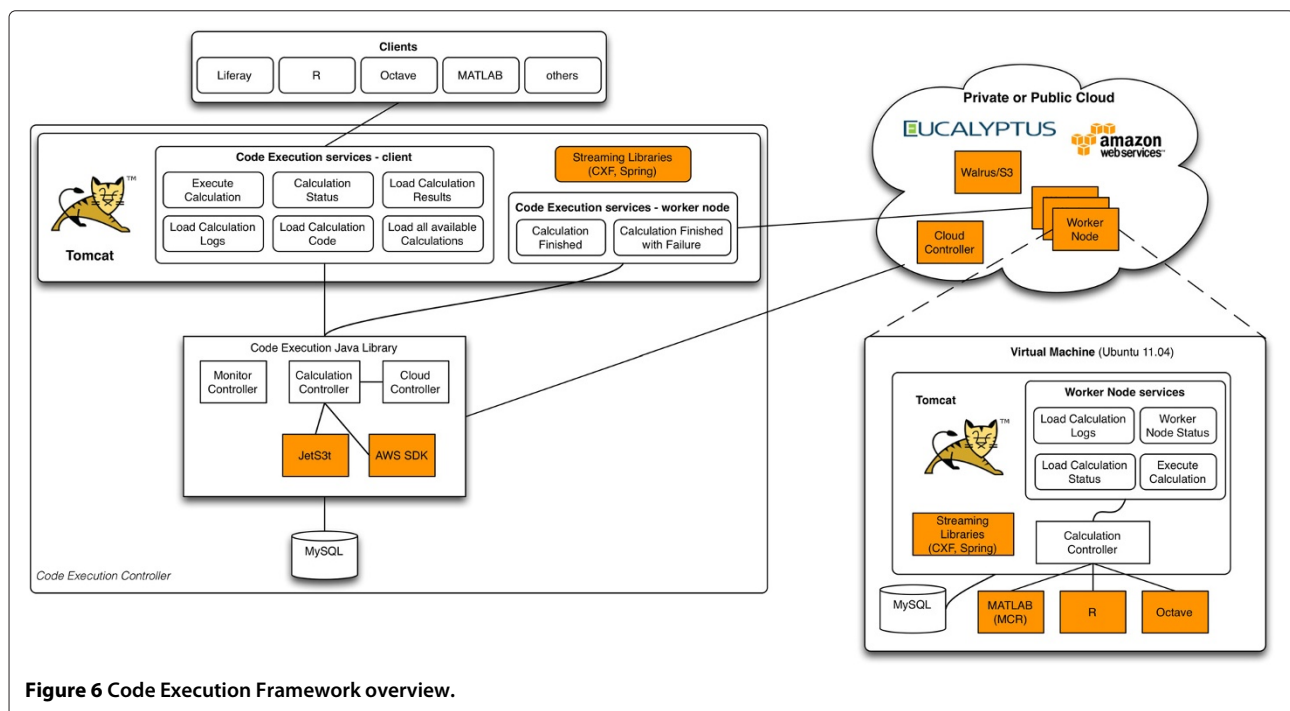 Clients
Liferay
R
Octave
MATLAB
others
Code Execution services - client
Execute
Calculation
Calculation
Status
Load Calculation
Results
Load Calculation
Logs
Load Calculation
Code
Load all available
Calculations
TM
Tomcat
Streaming Libraries
(CXF, Spring)
Code Execution services - worker node
Calculation
Finished
Calculation Finished
with Failure
Code Execution Java Library
Monitor
Controller
Calculation
Controller
Cloud
Controller
JetS3t
AWS SDK
MySQL
Code Execution Controller
Private or Public Cloud
EUCALYPTUS
amazon
webservices™
Walrus/S3
Cloud
Controller
Worker
Node
Virtual Machine (Ubuntu 11.04)
Tomcat
TM
Worker Node services
Load Calculation
Logs
Worker
Node Status
Load Calculation
Status
Execute
Calculation
Streaming
Libraries
(CXF, Spring)
Calculation
Controller
MySQL
MATLAB
(MCR)
R
Octave
Figure 6 Code Execution Framework overview.